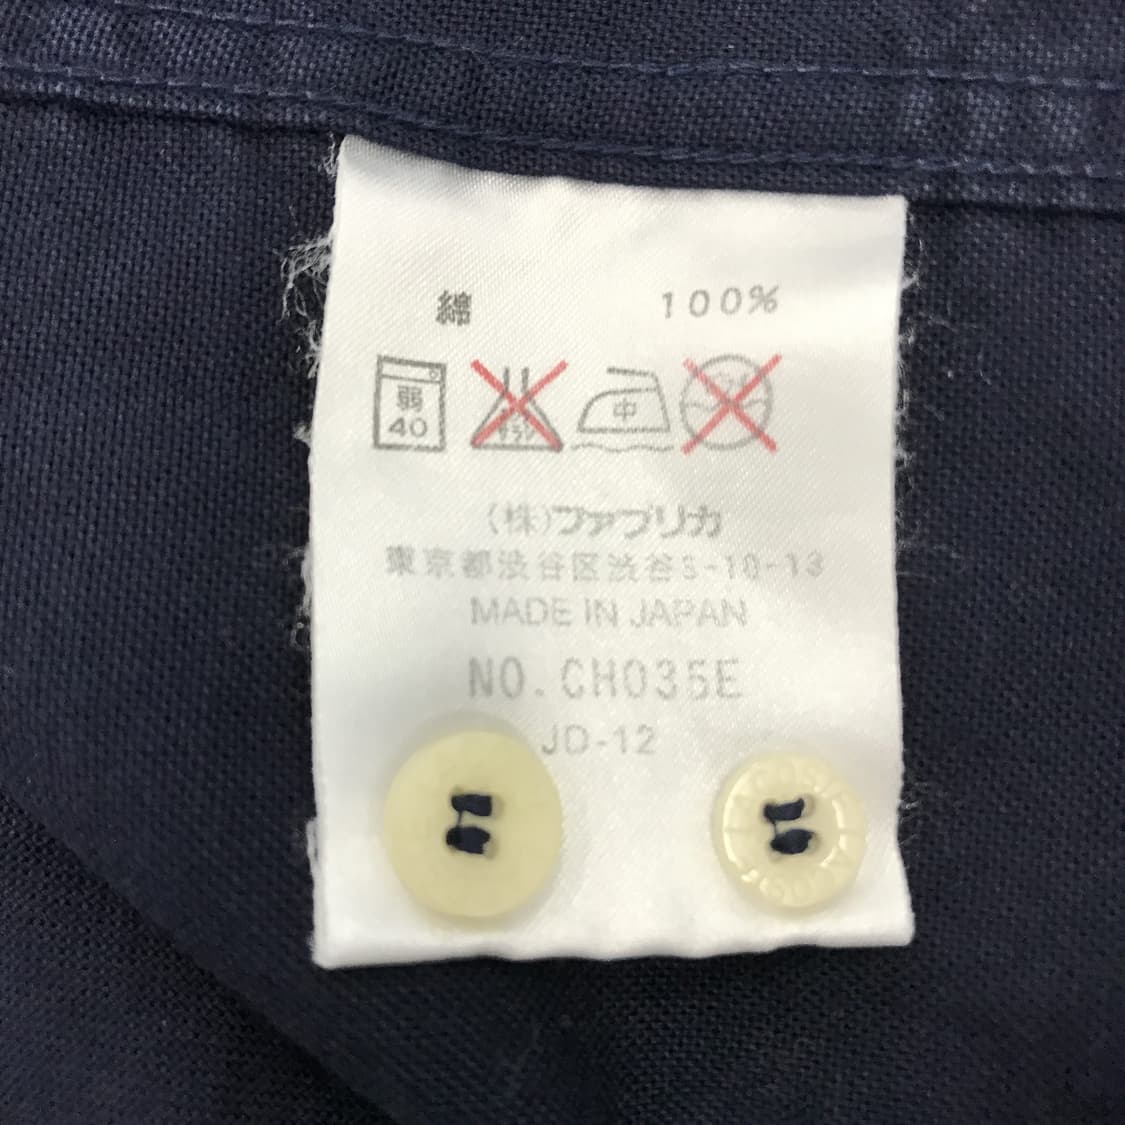 綿 100%
弱 中
40
(株)ファブリカ
東京都渋谷区渋谷5-10-13
MADE IN JAPAN
NO. CH035E
JD-12